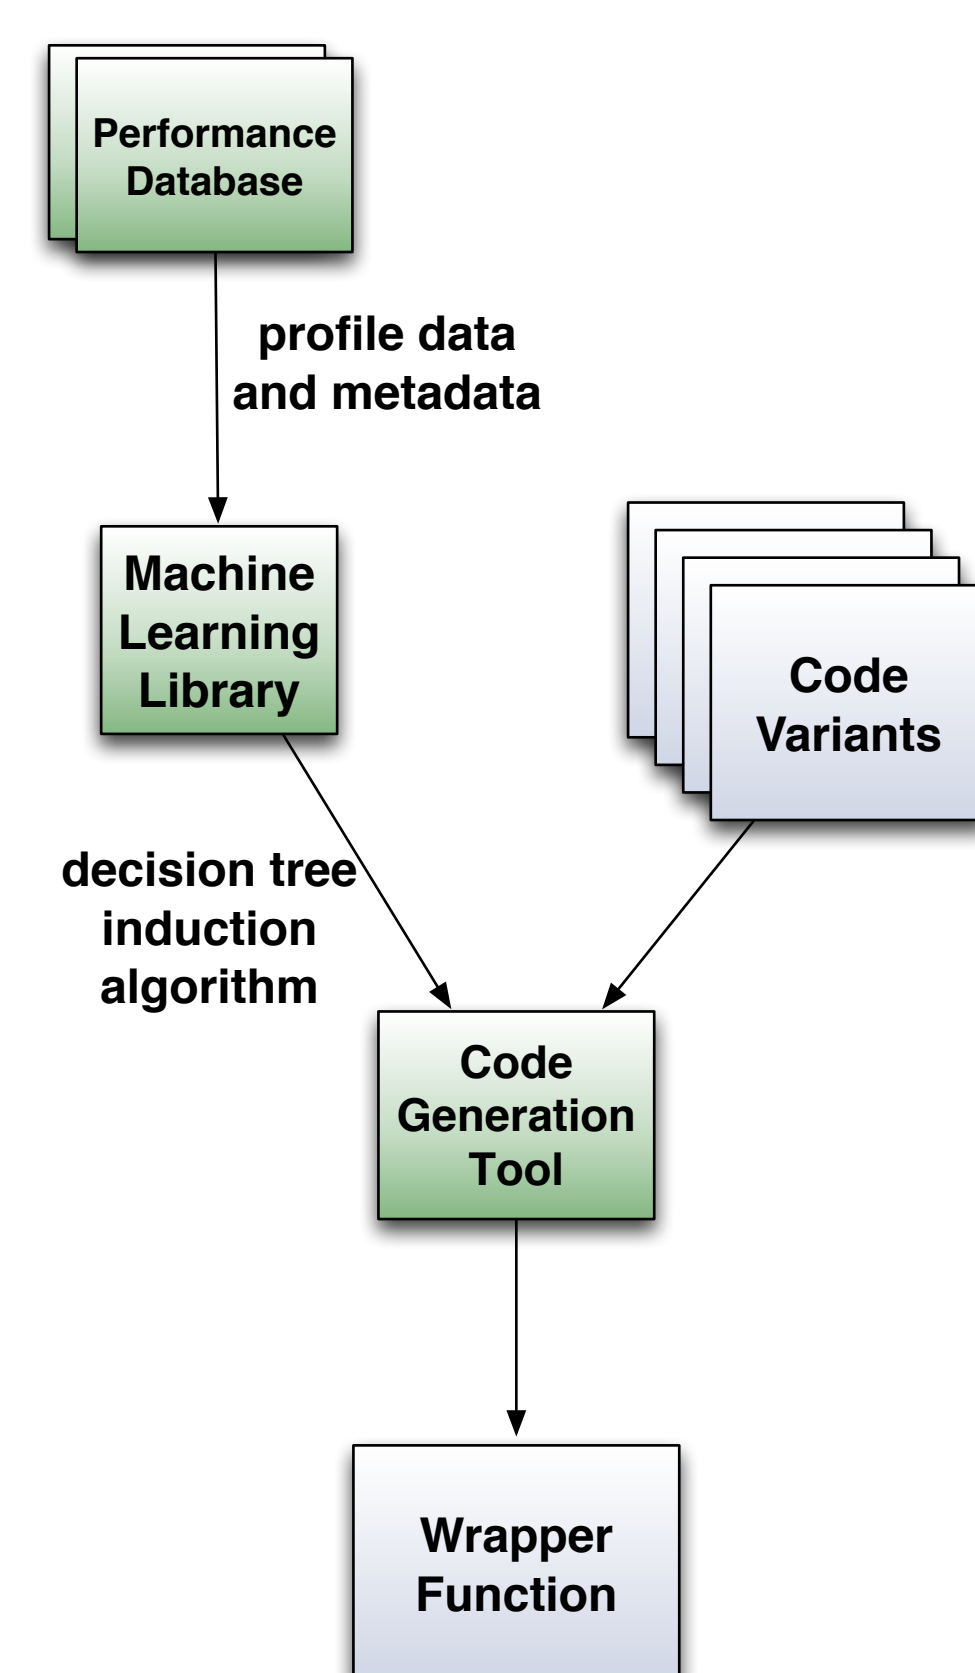 Performance
Database
profile data
and metadata
Machine
Learning
Library
Code
Variants
decision tree
induction
algorithm
Code
Generation
Tool
Wrapper
Function